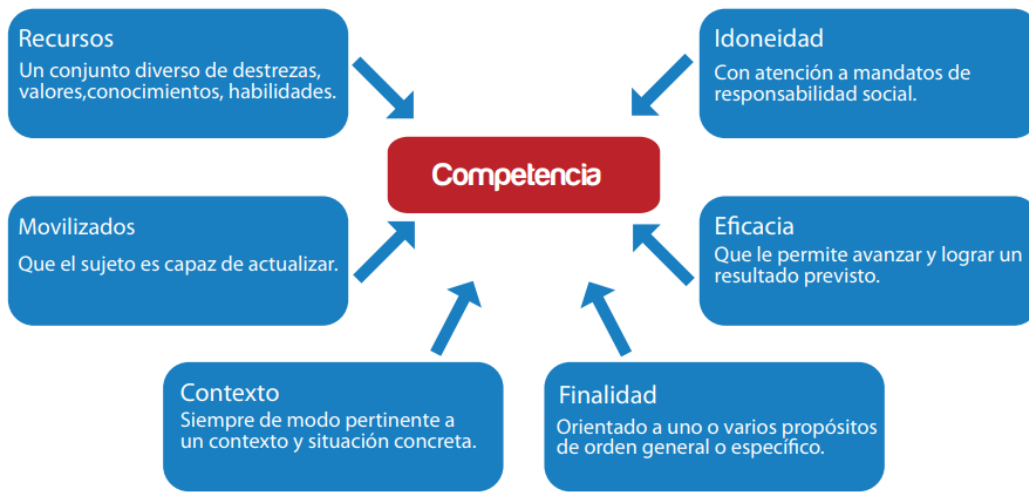 Recursos
Un conjunto diverso de destrezas,
valores,conocimientos, habilidades.
Idoneidad
Con atención a mandatos de
responsabilidad social.
Competencia
Movilizados
Que el sujeto es capaz de actualizar.
Eficacia
Que le permite avanzar y lograr un
resultado previsto.
Contexto
Siempre de modo pertinente a
un contexto y situación concreta.
Finalidad
Orientado a uno o varios propósitos
de orden general o específico.